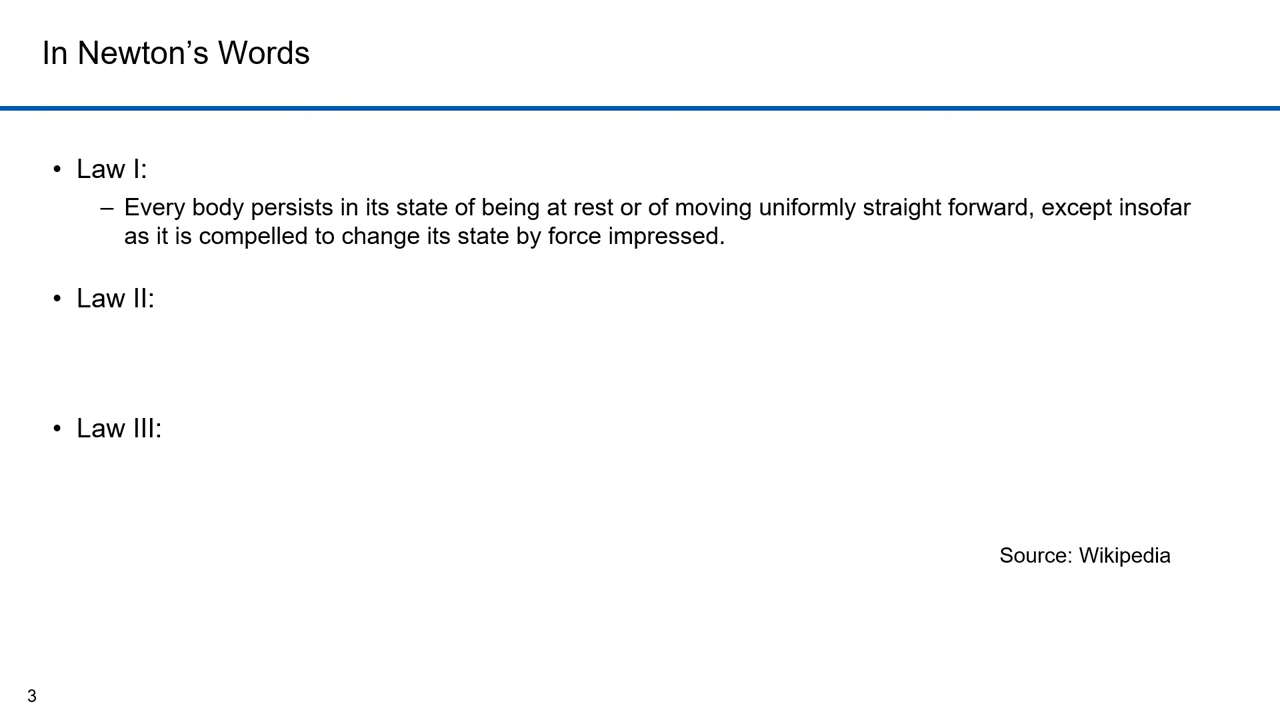 In Newton’s Words
• Law I:
– Every body persists in its state of being at rest or of moving uniformly straight forward, except insofar
as it is compelled to change its state by force impressed.
• Law II:
• Law III:
Source: Wikipedia
3